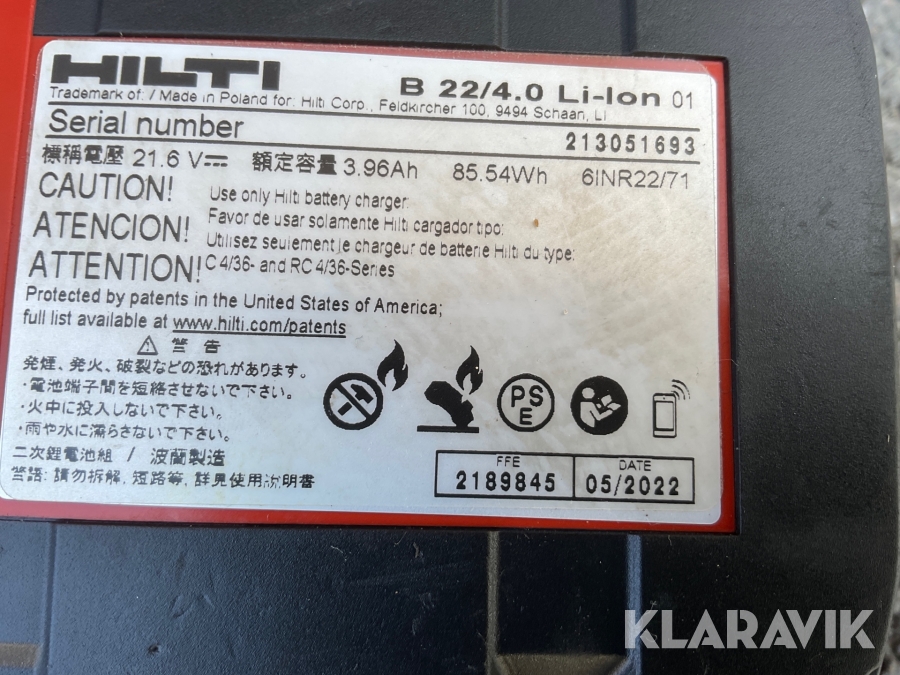 HILTI
B 22/4.0 Li-Ion 01
Trademark of: / Made in Poland for: Hilti Corp., Feldkircher 100, 9494 Schaan, LI
Serial number 213051693
標稱電壓 21.6 V 額定容量 3.96Ah 85.54Wh 6INR22/71
CAUTION! Use only Hilti battery charger:
ATENCION! Favor de usar solamente Hilti cargador tipo:
ATTENTION! Utilisez seulement le chargeur de batterie Hilti du type:
C 4/36- and RC 4/36-Series
Protected by patents in the United States of America;
full list available at www.hilti.com/patents
警告
発煙、発火、破裂などの恐れがあります。
・電池端子間を短絡させないで下さい。
・火中に投入しないで下さい。
・雨や水に濡らさないで下さい。
二次鋰電池組 / 波蘭製造
警語: 請勿拆解, 短路等, 詳見使用說明書
PS
E
FFE
2189845
DATE
05/2022
KLARAVIK